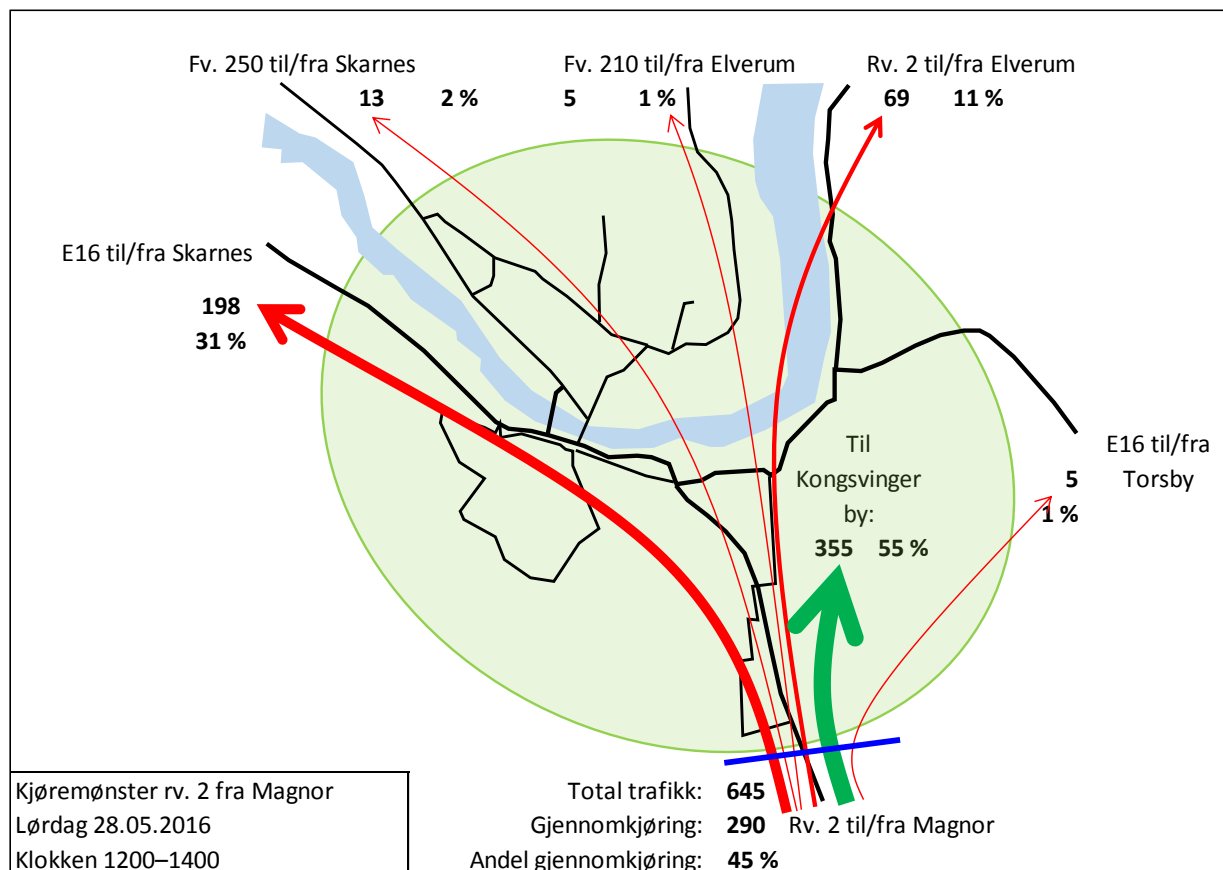 Fv. 250 til/fra Skarnes
13 2 %
Fv. 210 til/fra Elverum
5 1 %
Rv. 2 til/fra Elverum
69 11 %
E16 til/fra Skarnes
198
31 %
E16 til/fra
Torsby
5
1 %
Til
Kongsvinger
by:
355 55 %
Kjøremønster rv. 2 fra Magnor
Lørdag 28.05.2016
Klokken 1200–1400
Total trafikk: 645
Gjennomkjøring: 290
Andel gjennomkjøring: 45 %
Rv. 2 til/fra Magnor